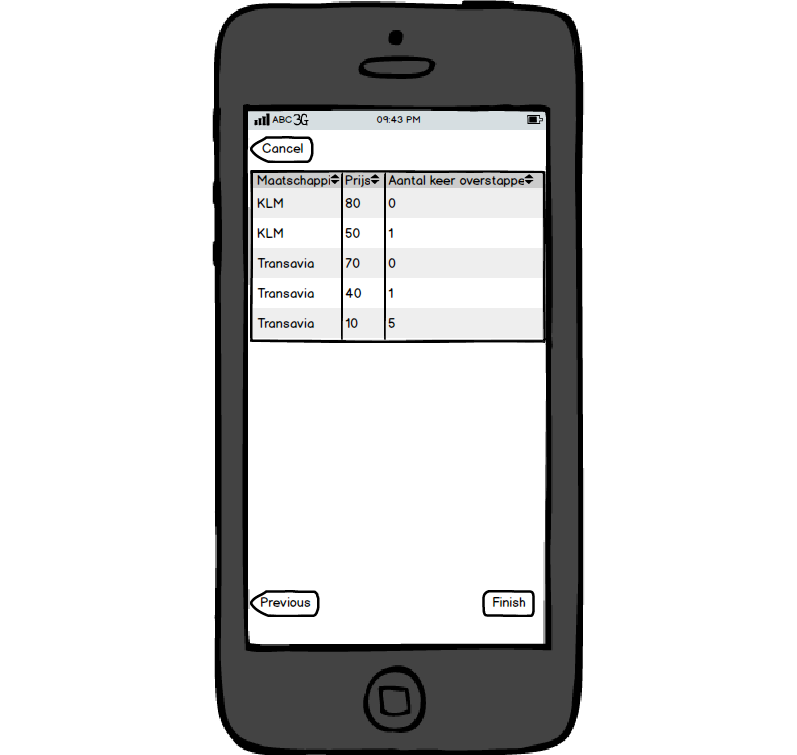 ABC 3G 09:43 PM
Cancel
Maatschappi Prijs Aantal keer overstappe
KLM 80 0
KLM 50 1
Transavia 70 0
Transavia 40 1
Transavia 10 5
Previous Finish